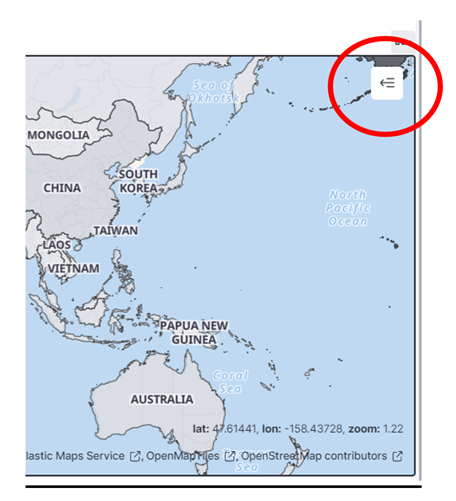 Sea of
Okhotsk
MONGOLIA
SOUTH
KOREA
CHINA
North
Pacific
Ocean
TAIWAN
LAOS
VIETNAM
PAPUA NEW
GUINEA
Coral
Sea
AUSTRALIA
lat: 47.61441, lon: -158.43728, zoom: 1.22
lastic Maps Service , OpenMapTiles , OpenStreetMap contributors
Sea